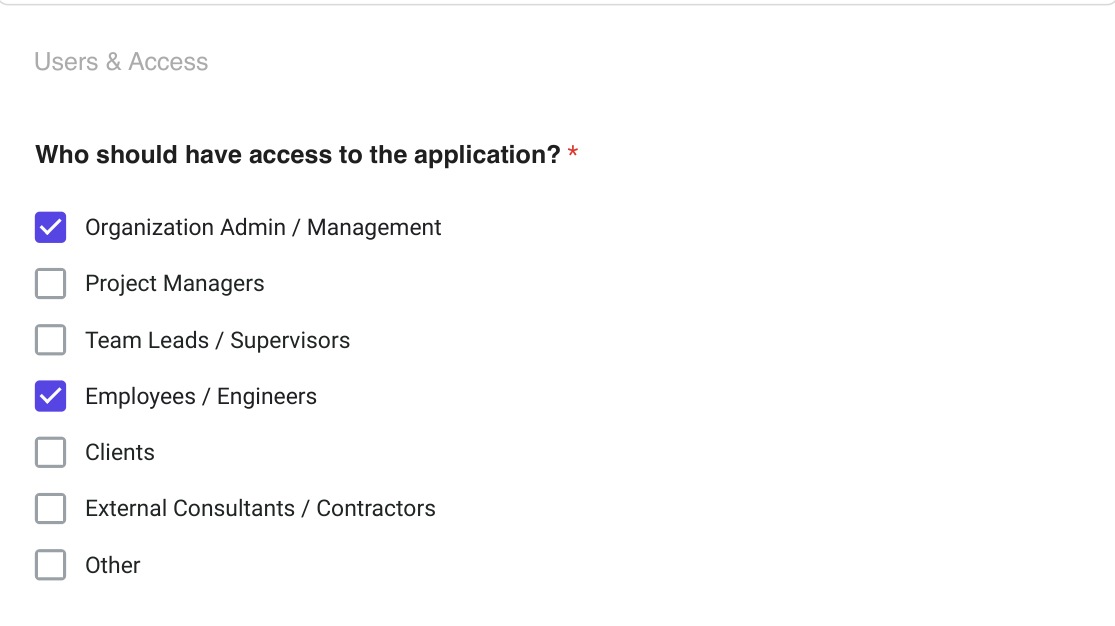 Users & Access
Who should have access to the application? *
Organization Admin / Management
Project Managers
Team Leads / Supervisors
Employees / Engineers
Clients
External Consultants / Contractors
Other